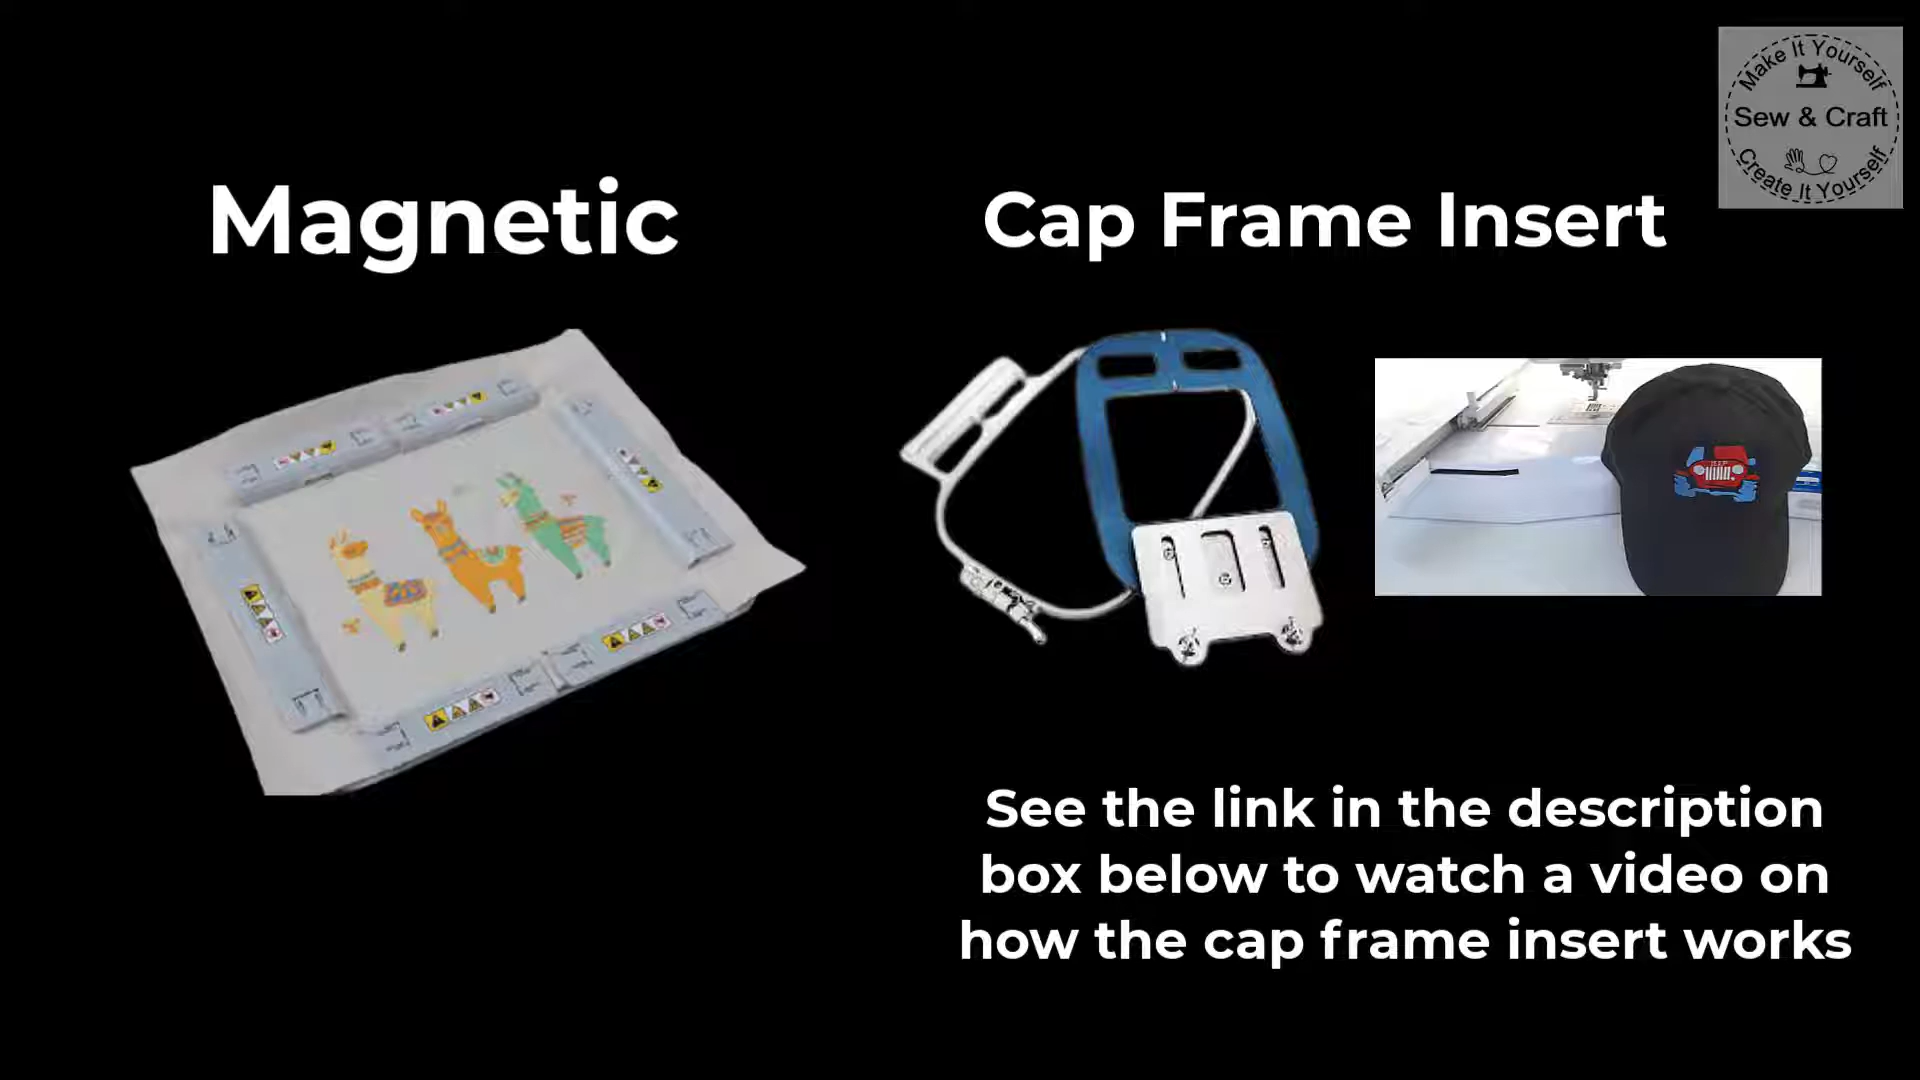 Make It Yourself
Sew & Craft
Create It Yourself
Magnetic
Cap Frame Insert
See the link in the description
box below to watch a video on
how the cap frame insert works